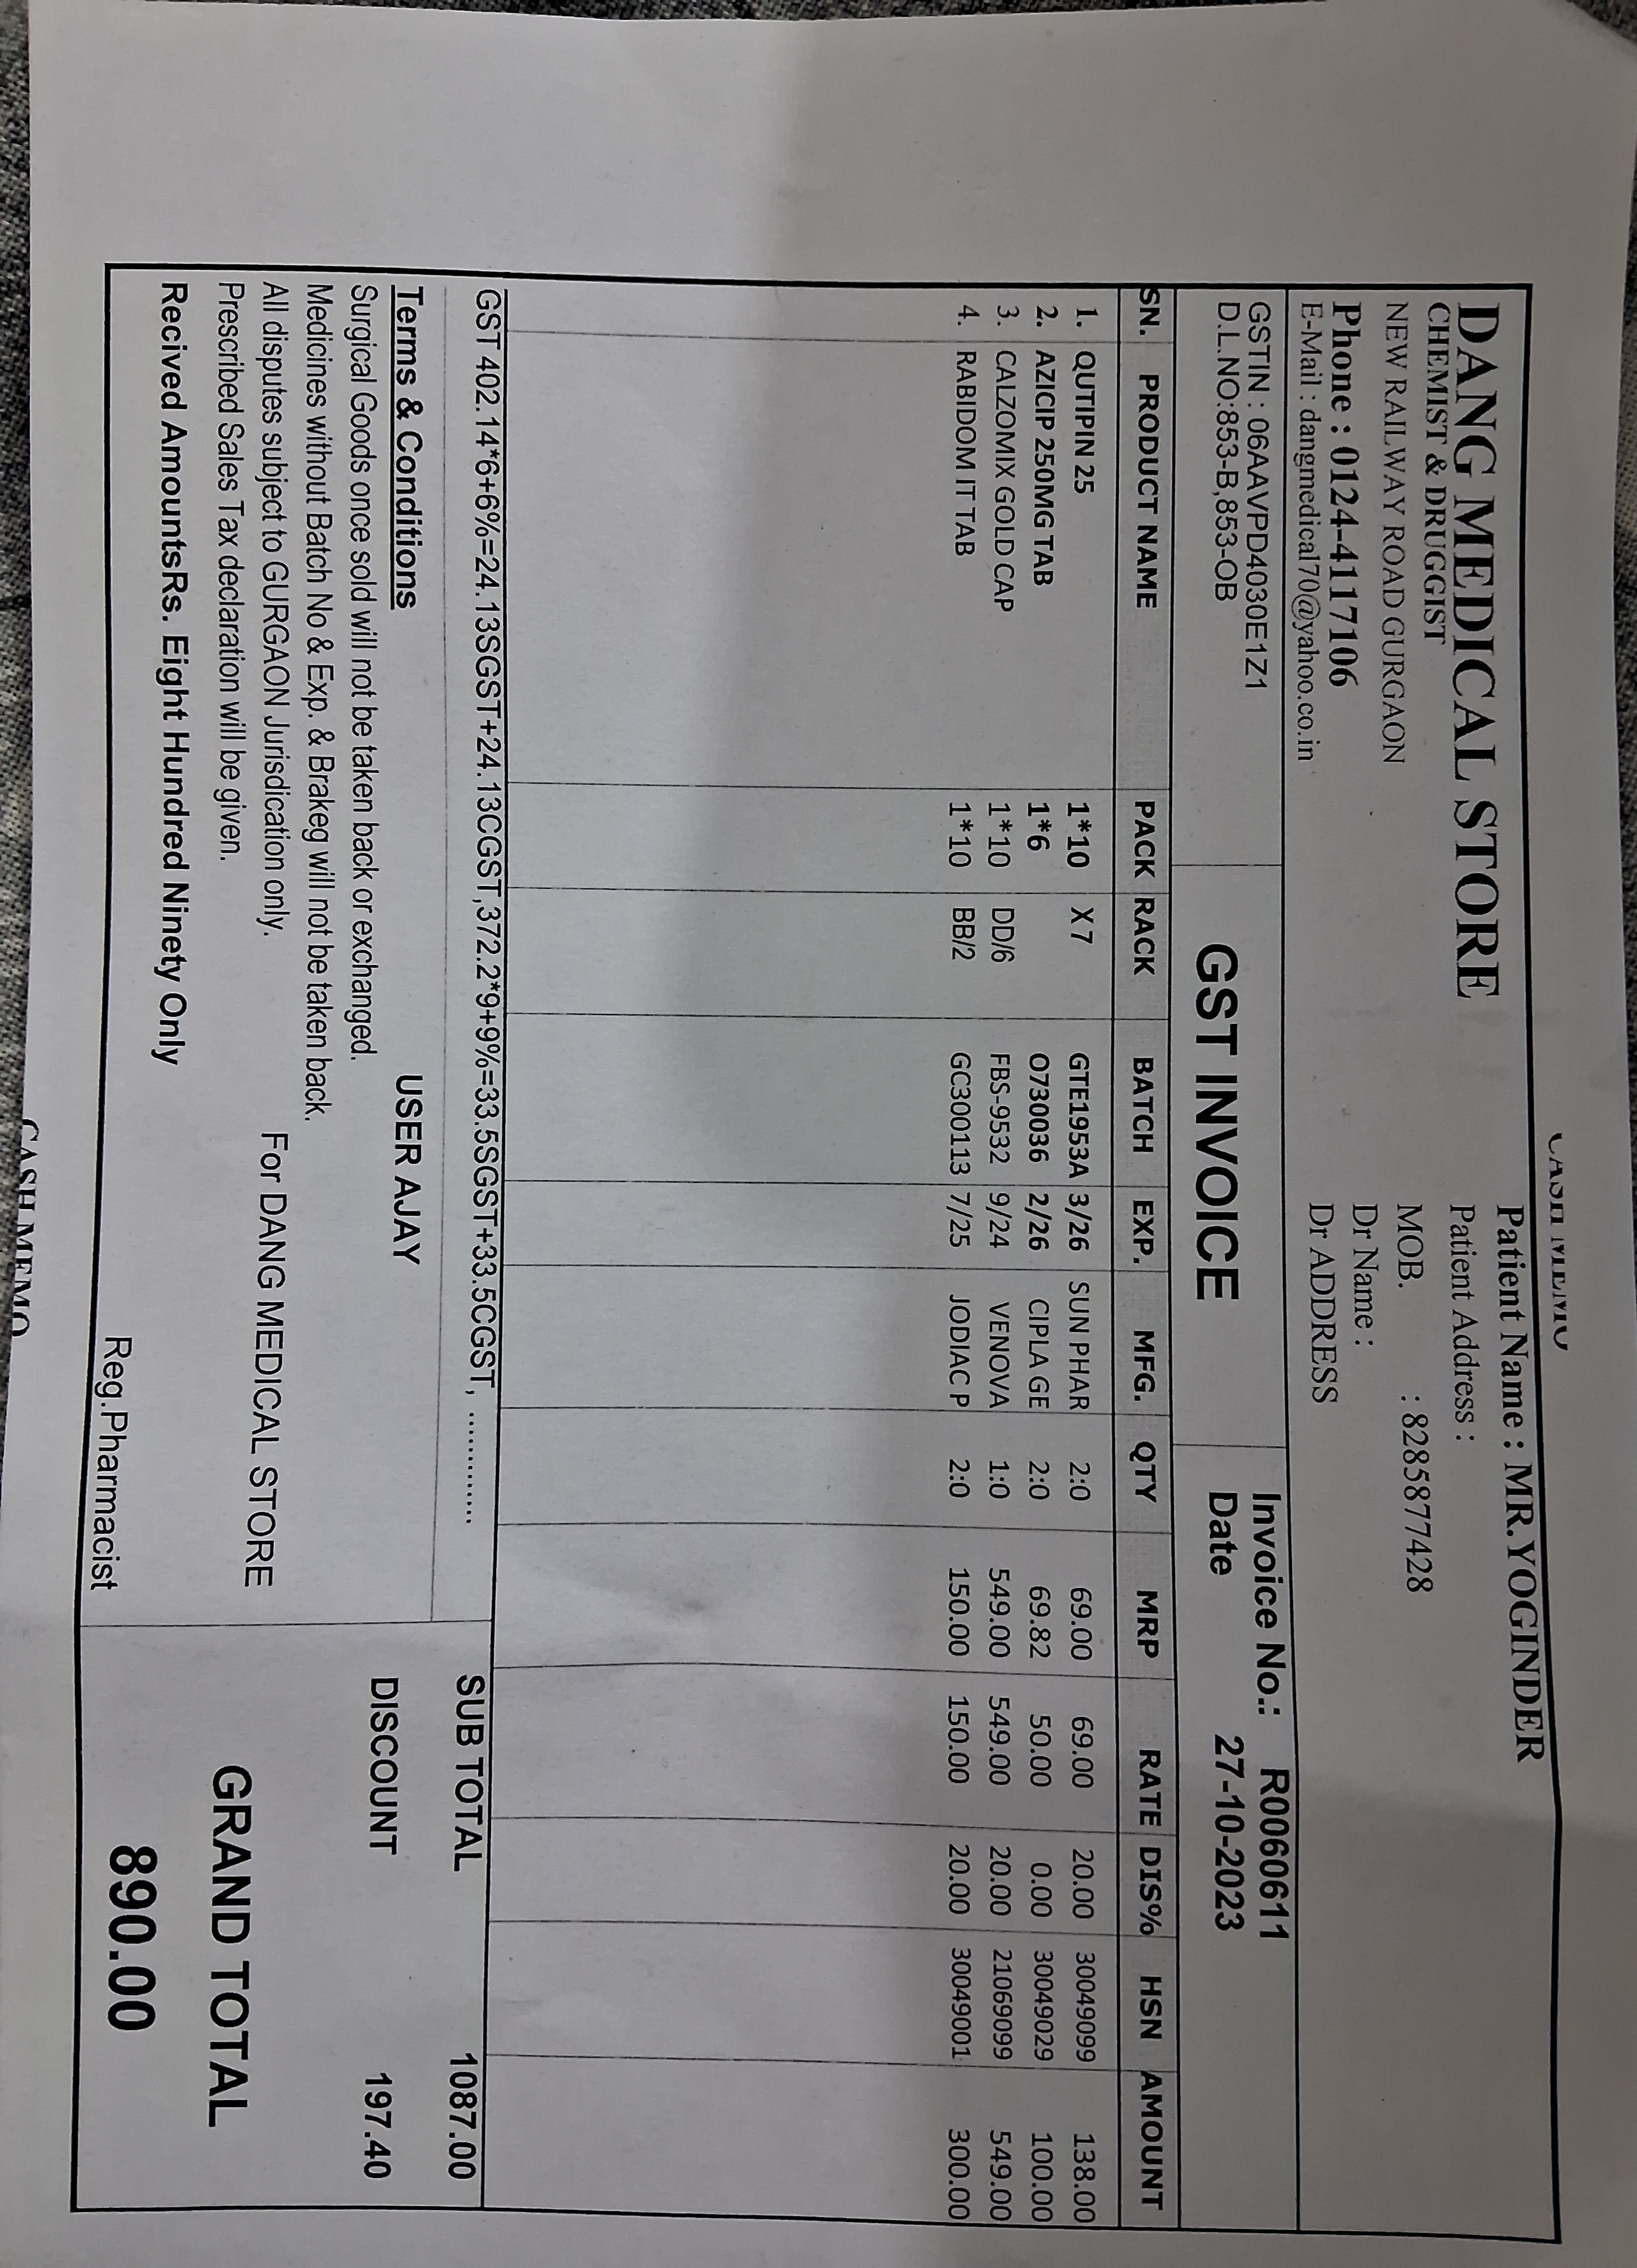 CASH MEMO
DANG MEDICAL STORE
CHEMIST & DRUGGIST
NEW RAILWAY ROAD GURGAON
Phone : 0124-4117106
E-Mail : dangmedical70@yahoo.co.in
Patient Name : MR.YOGINDER
Patient Address :
MOB. : 8285877428
Dr Name :
Dr ADDRESS
GSTIN : 06AAVPD4030E1Z1
D.L.NO:853-B,853-OB
GST INVOICE
Invoice No.: R0060611
Date 27-10-2023
SN. PRODUCT NAME PACK RACK BATCH EXP. MFG. QTY MRP RATE DIS% HSN AMOUNT
1. QUTIPIN 25 1*10 X 7 GTE1953A 3/26 SUN PHAR 2:0 69.00 69.00 20.00 30049099 138.00
2. AZICIP 250MG TAB 1*6 O730036 2/26 CIPLA GE 2:0 69.82 50.00 0.00 30049029 100.00
3. CALZOMIX GOLD CAP 1*10 DD/6 FBS-9532 9/24 VENOVA 1:0 549.00 549.00 20.00 21069099 549.00
4. RABIDOM IT TAB 1*10 BB/2 GC300113 7/25 JODIAC P 2:0 150.00 150.00 20.00 30049001 300.00
GST 402.14*6+6%=24.13SGST+24.13CGST,372.2*9+9%=33.5SGST+33.5CGST, ............
SUB TOTAL 1087.00
DISCOUNT 197.40
GRAND TOTAL
890.00
Terms & Conditions
USER AJAY
Surgical Goods once sold will not be taken back or exchanged.
Medicines without Batch No & Exp. & Brakeg will not be taken back.
All disputes subject to GURGAON Jurisdication only.
Prescribed Sales Tax declaration will be given.
For DANG MEDICAL STORE
Recived AmountsRs. Eight Hundred Ninety Only
Reg.Pharmacist
CASH MEMO